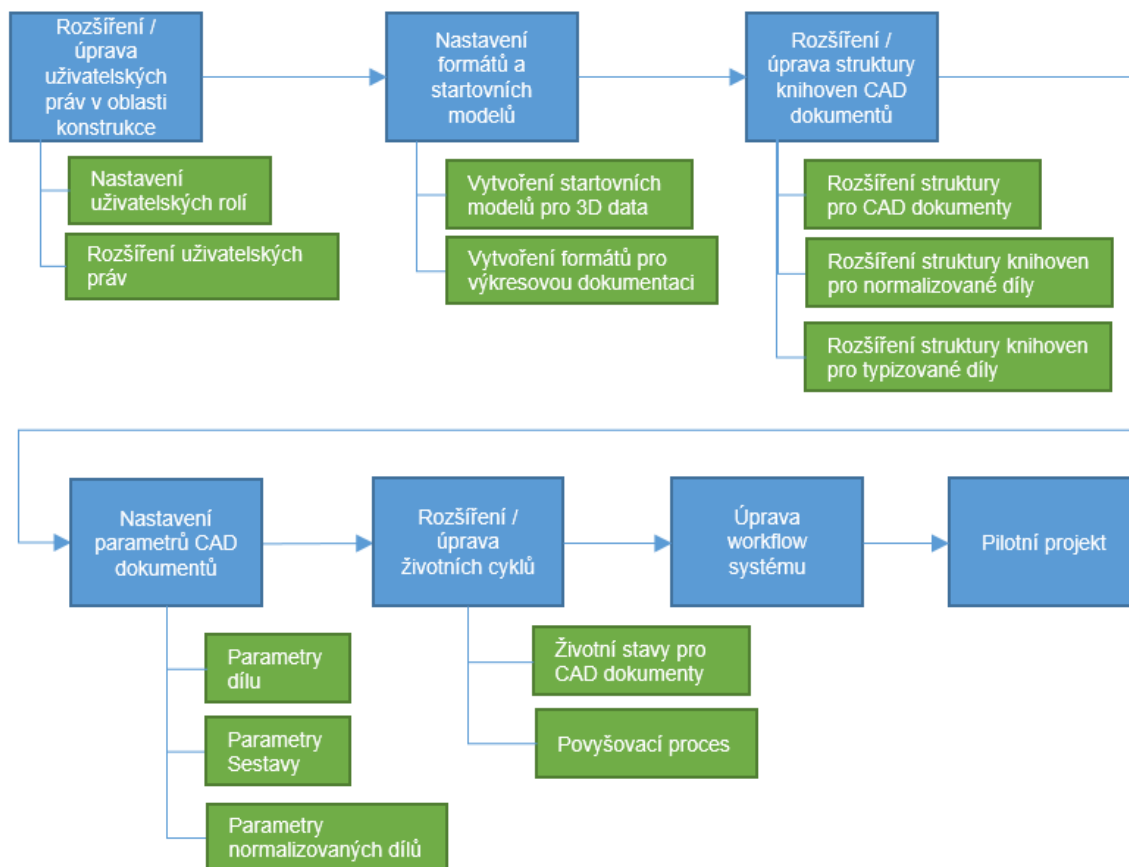 Rozšíření /
úprava
uživatelských
práv v oblasti
konstrukce
Nastavení
uživatelských rolí
Rozšíření uživatelských
práv
Nastavení
formátů a
startovních
modelů
Vytvoření startovních
modelů pro 3D data
Vytvoření formátů pro
výkresovou dokumentaci
Rozšíření /
úprava struktury
knihoven CAD
dokumentů
Rozšíření struktury
pro CAD dokumenty
Rozšíření struktury knihoven
pro normalizované díly
Rozšíření struktury knihoven
pro typizované díly
Nastavení
parametrů CAD
dokumentů
Parametry
dílu
Parametry
Sestavy
Parametry
normalizovaných dílů
Rozšíření /
úprava
životních cyklů
Životní stavy pro
CAD dokumenty
Povyšovací proces
Úprava
workflow
systému
Pilotní projekt